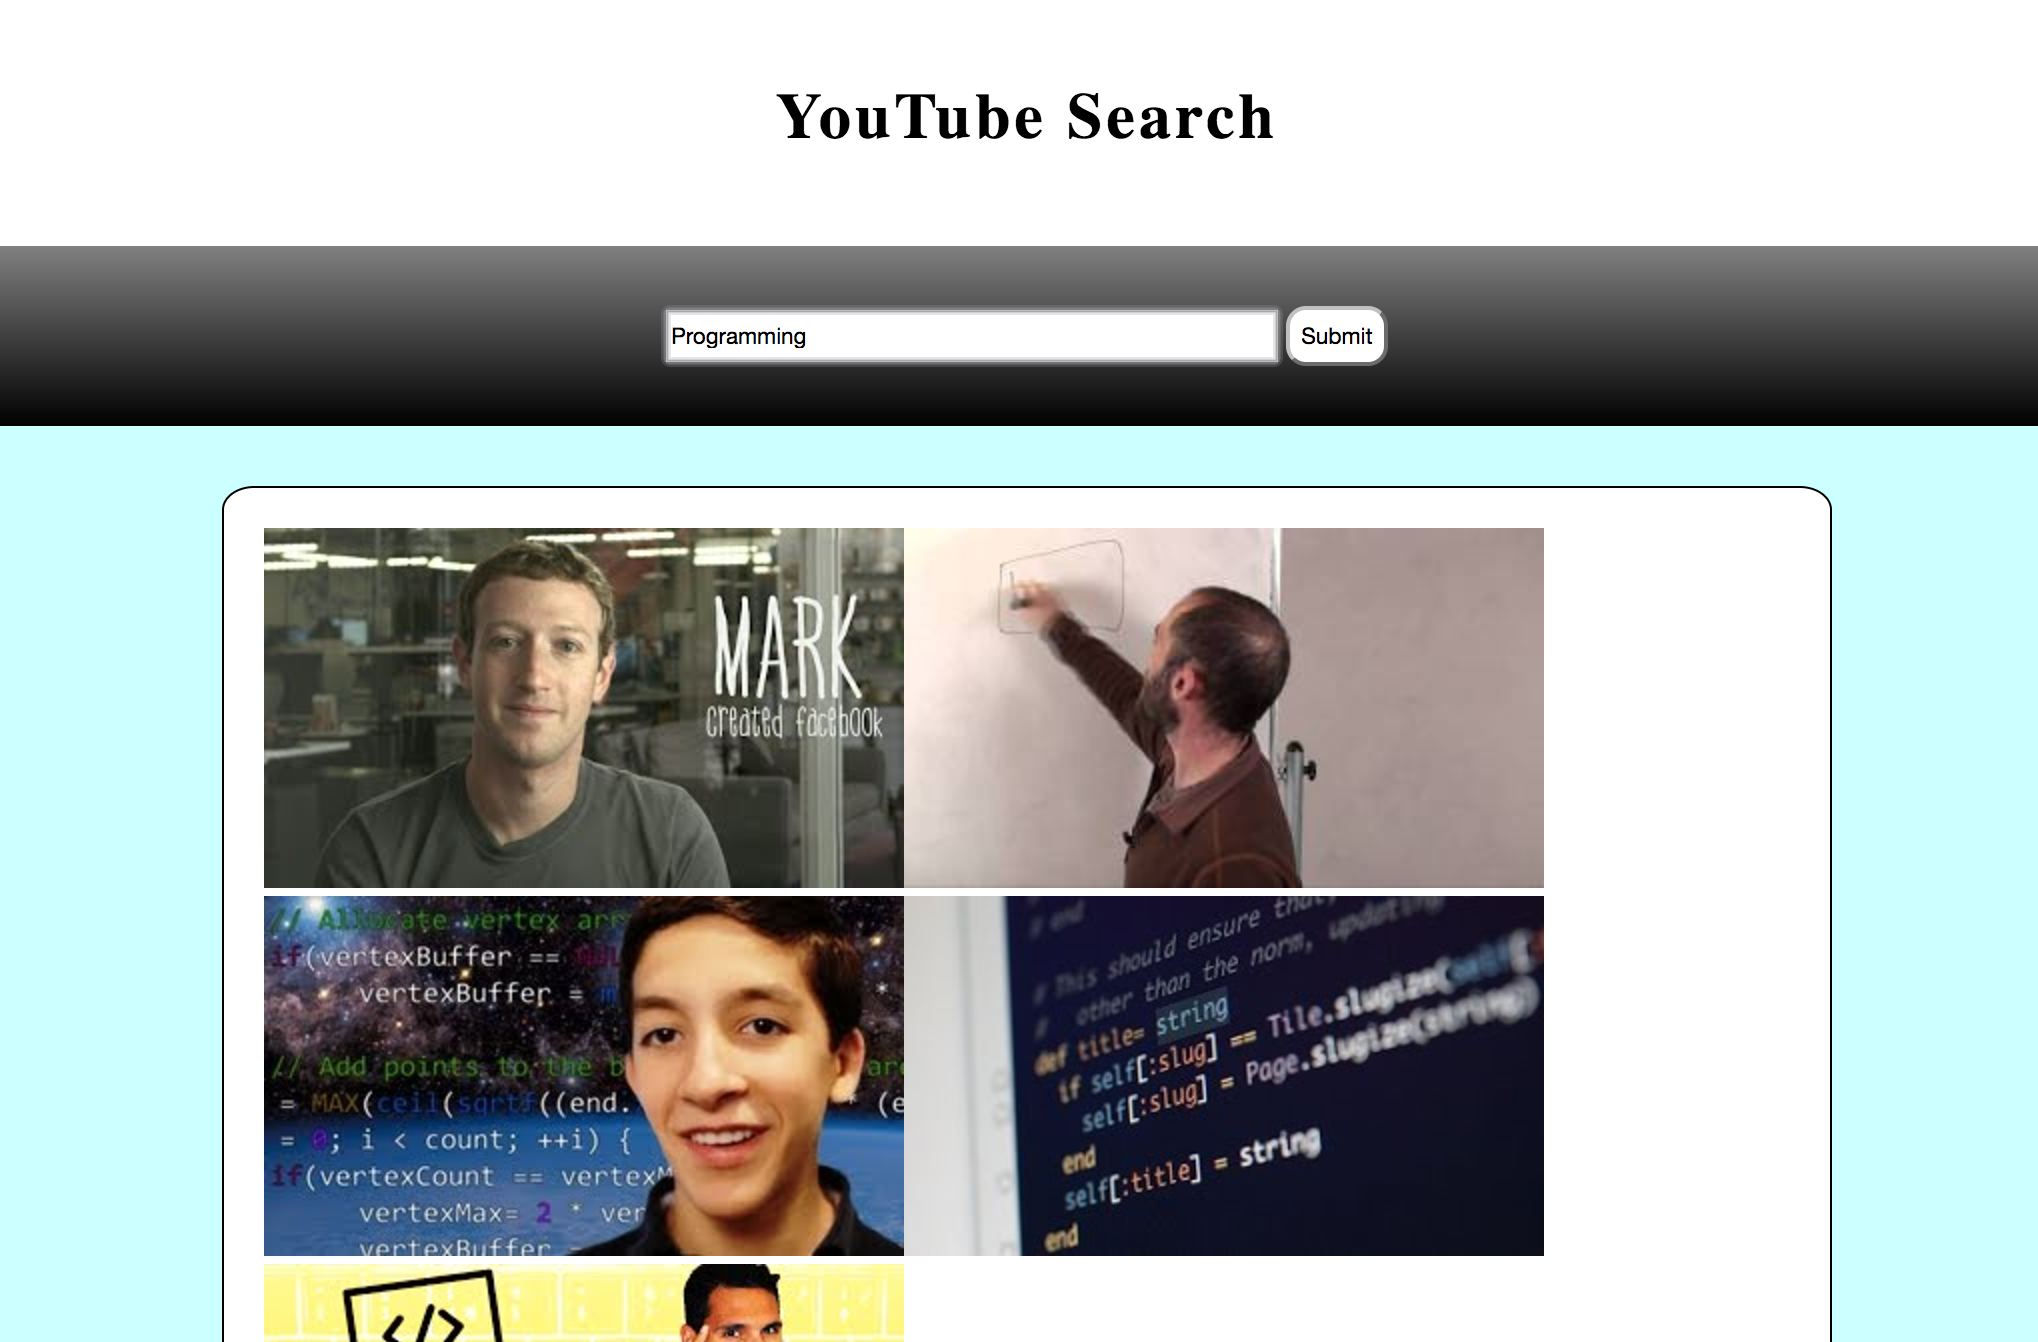 YouTube Search
Programming
Submit
MARK
created facebook
// Allocate vertex arr
if(vertexBuffer ==
vertexBuffer =
*
// Add points to the b
are
= MAX(ceil(sqrtf((end.
* (e
= 0; i < count; ++i) {
if(vertexCount == vertexM
vertexMax= 2 * ver
vertexBuffer
# end
# This should ensure that,
# other than the norm, updating
def title= string
if self[:slug] == Tile.slugize(
self[:slug] = Page.slugize(string))
end
self[:title] = string
end
</>